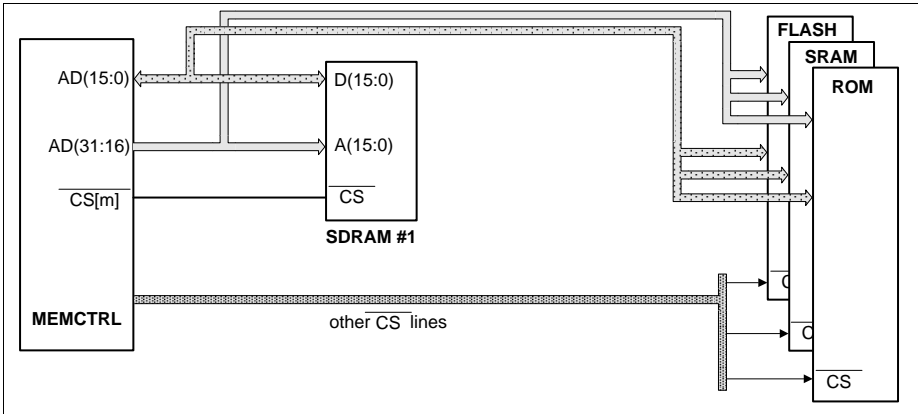 FLASH
SRAM
ROM
AD(15:0)
D(15:0)
AD(31:16)
A(15:0)
CS[m]
CS
SDRAM #1
MEMCTRL
other CS lines
C
C
CS